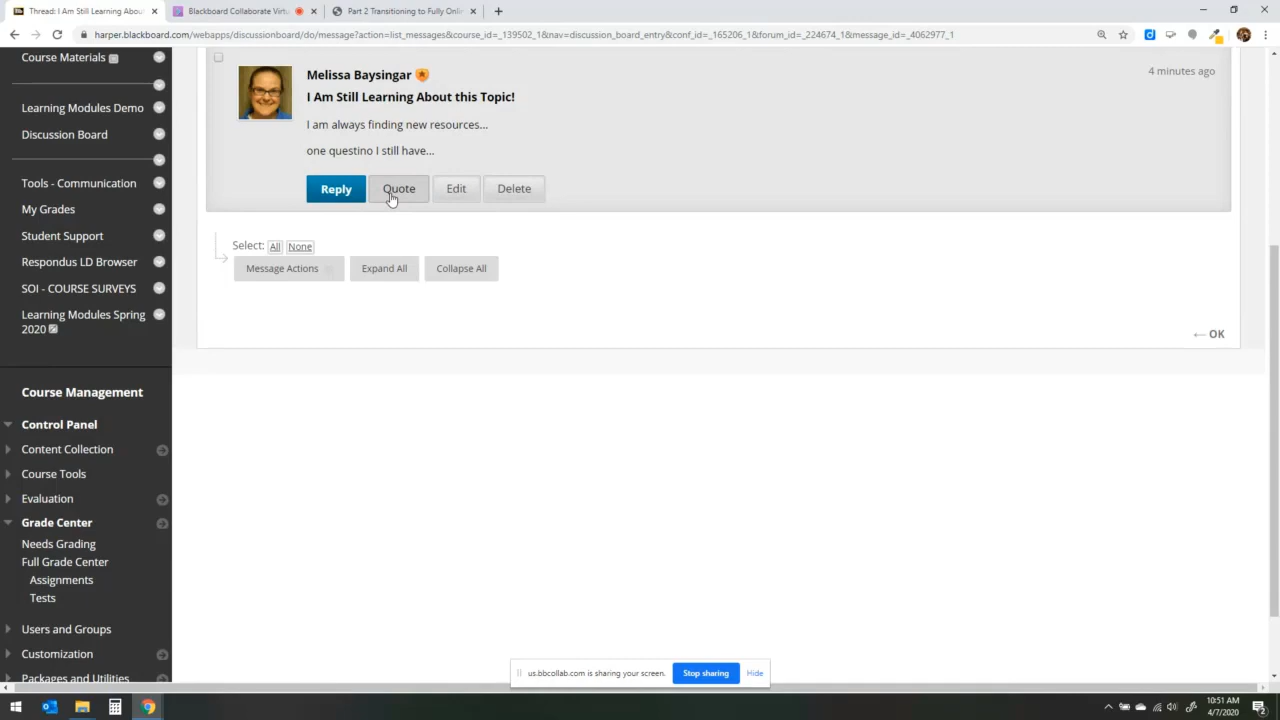 Thread: I Am Still Learning Abou
Blackboard Collaborate Virtu
Part 2 Transitioning to Fully Onli
harper.blackboard.com/webapps/discussionboard/do/message?action=list_messages&course_id=_139502_1&nav=discussion_board_entry&conf_id=_165206_1&forum_id=_224674_1&message_id=_4062977_1
Course Materials
Learning Modules Demo
Discussion Board
Tools - Communication
My Grades
Student Support
Respondus LD Browser
SOI - COURSE SURVEYS
Learning Modules Spring
2020
Course Management
Control Panel
Content Collection
Course Tools
Evaluation
Grade Center
Needs Grading
Full Grade Center
Assignments
Tests
Users and Groups
Customization
Packages and Utilities
Melissa Baysingar
4 minutes ago
I Am Still Learning About this Topic!
I am always finding new resources...
one questino I still have...
Reply Quote Edit Delete
Select: All None
Message Actions Expand All Collapse All
← OK
us.bbcollab.com is sharing your screen. Stop sharing Hide
10:51 AM
4/7/2020
2